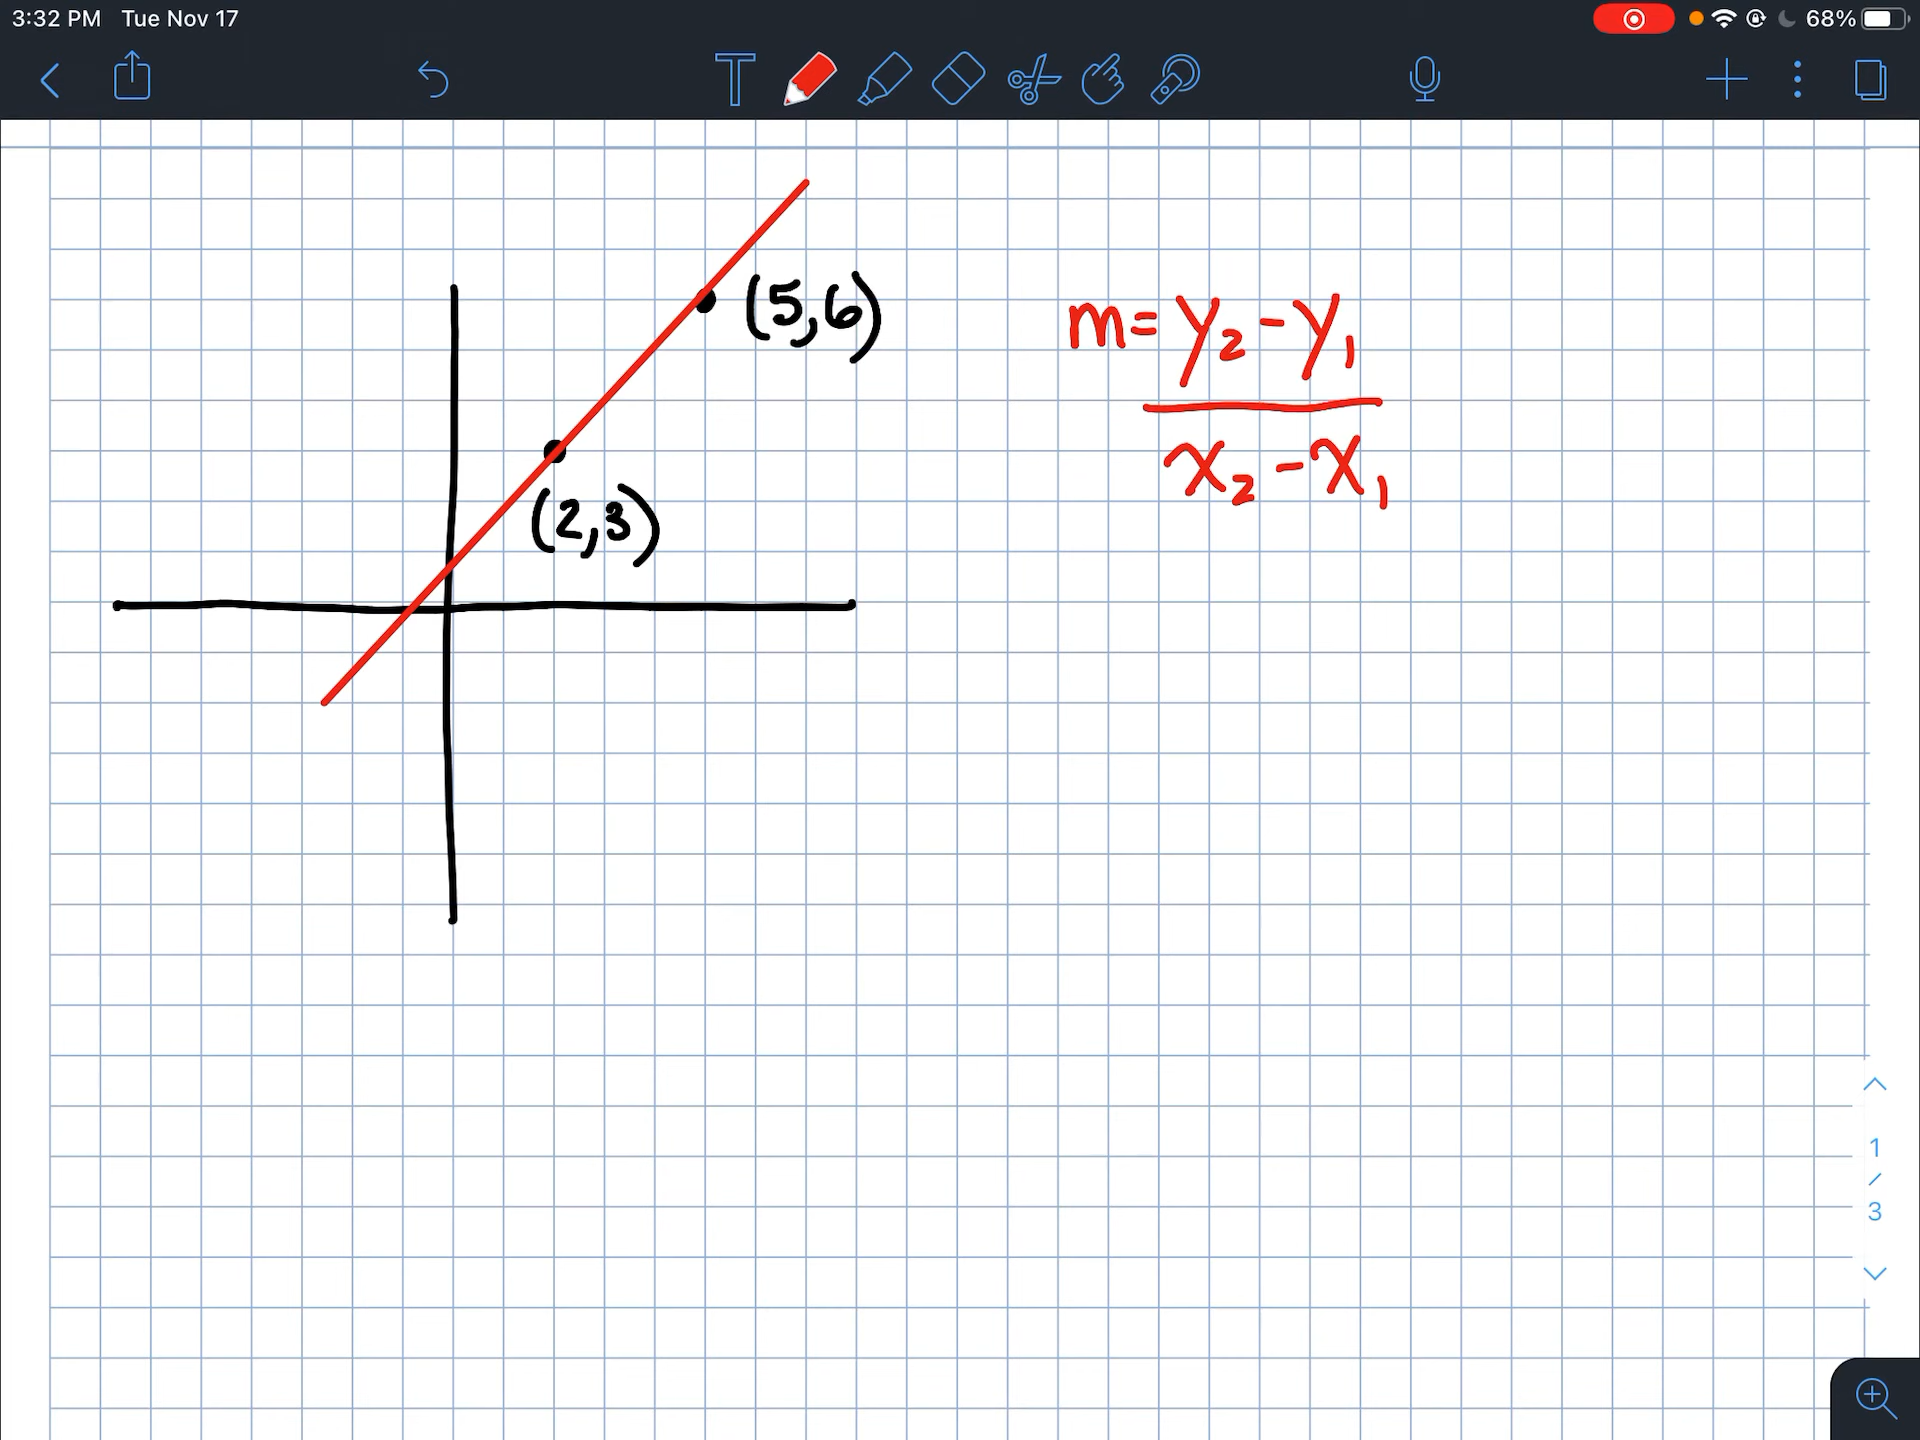 3:32 PM Tue Nov 17
68%
T
(5,6)
m= y₂-y₁
x₂-x₁
(2,3)
1
/
3